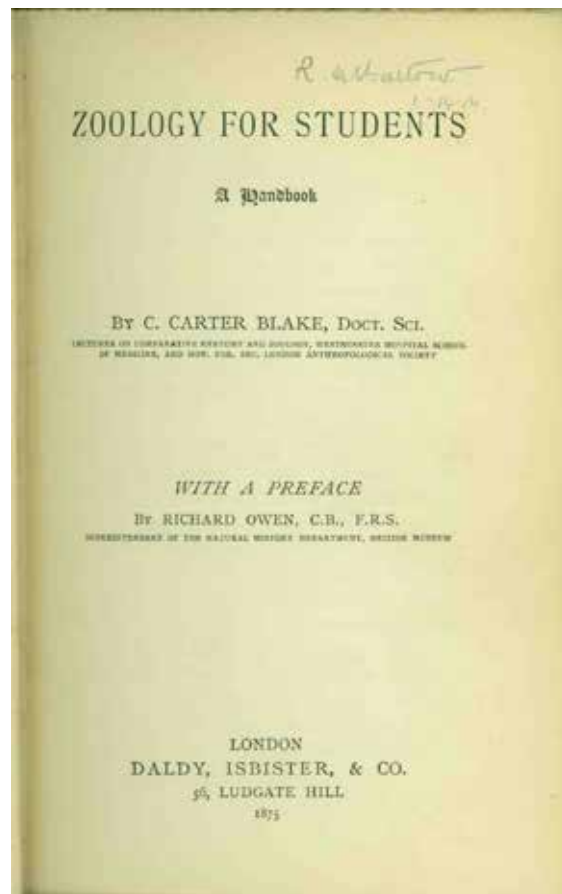 ZOOLOGY FOR STUDENTS
A Handbook
BY C. CARTER BLAKE, DOCT. SCI.
LECTURER ON COMPARATIVE ANATOMY AND ZOOLOGY, WESTMINSTER HOSPITAL SCHOOL
OF MEDICINE, AND HON. FOR. SEC. LONDON ANTHROPOLOGICAL SOCIETY
WITH A PREFACE
BY RICHARD OWEN, C.B., F.R.S.
SUPERINTENDENT OF THE NATURAL HISTORY DEPARTMENT, BRITISH MUSEUM
LONDON
DALDY, ISBISTER, & CO.
56, LUDGATE HILL
1875